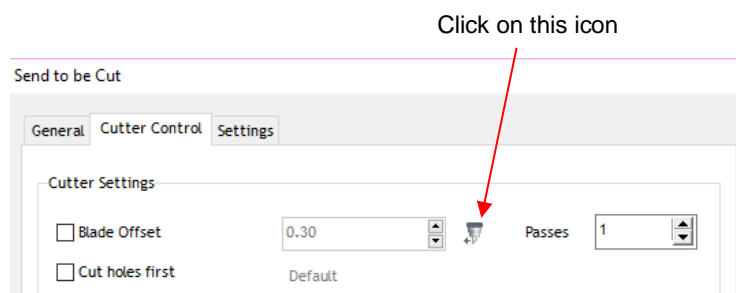 Click on this icon
Send to be Cut
General Cutter Control Settings
Cutter Settings
Blade Offset 0.30 Passes 1
Cut holes first Default